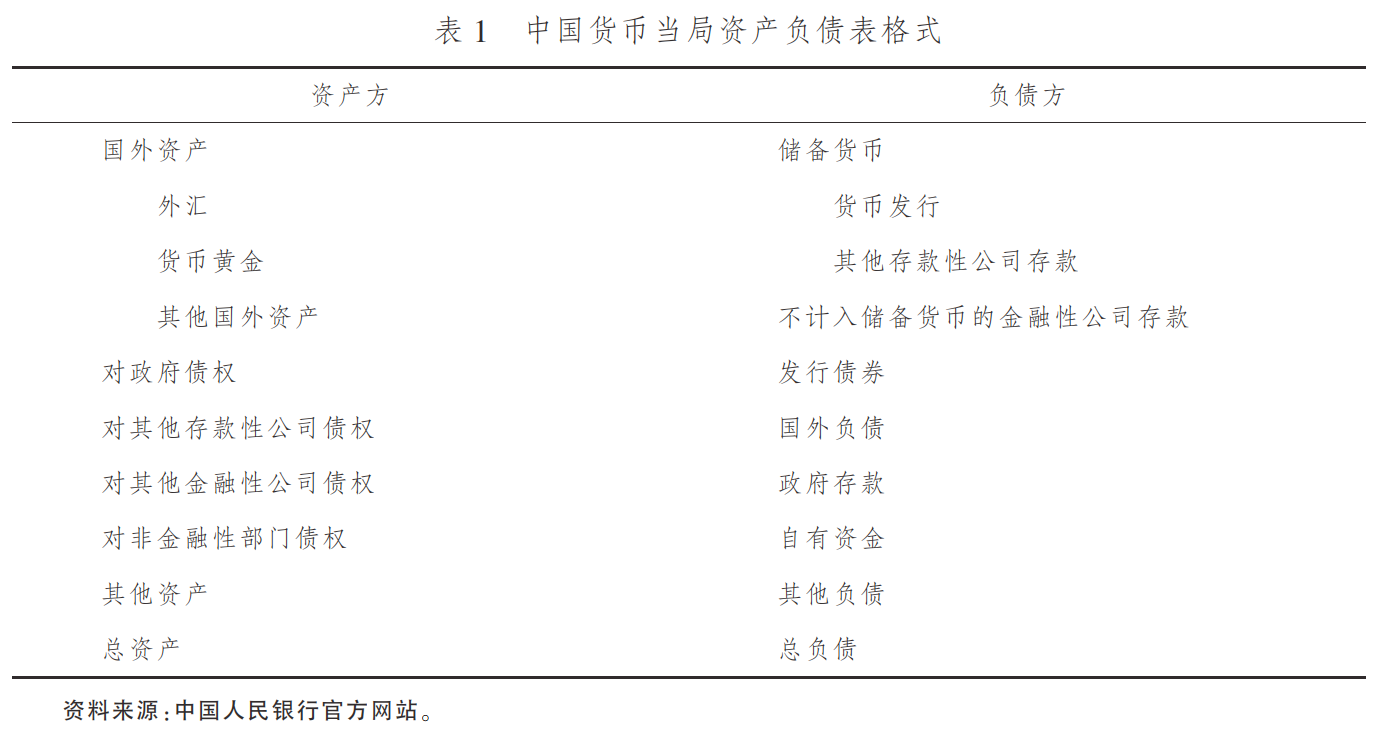 表 1 中国货币当局资产负债表格式
资产方 负债方
国外资产 储备货币
外汇 货币发行
货币黄金 其他存款性公司存款
其他国外资产 不计入储备货币的金融性公司存款
对政府债权 发行债券
对其他存款性公司债权 国外负债
对其他金融性公司债权 政府存款
对非金融性部门债权 自有资金
其他资产 其他负债
总资产 总负债
资料来源:中国人民银行官方网站。